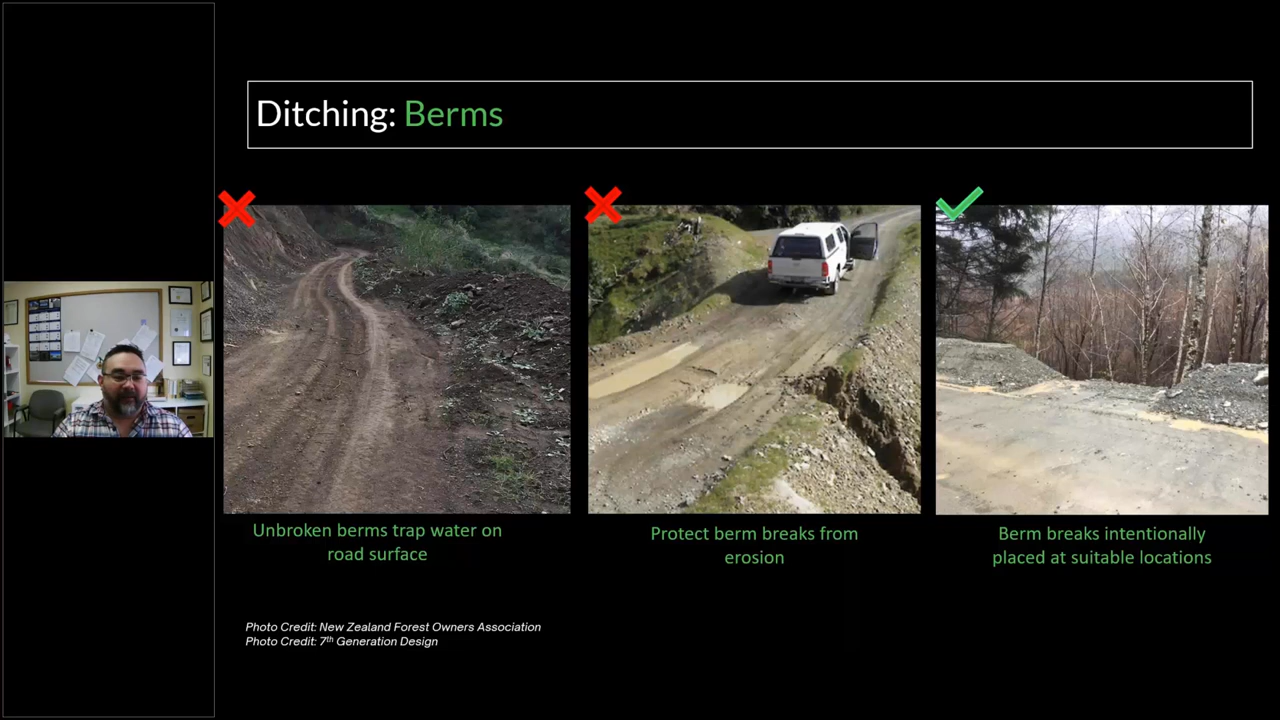 Ditching: Berms
Unbroken berms trap water on
road surface
Protect berm breaks from
erosion
Berm breaks intentionally
placed at suitable locations
Photo Credit: New Zealand Forest Owners Association
Photo Credit: 7th Generation Design